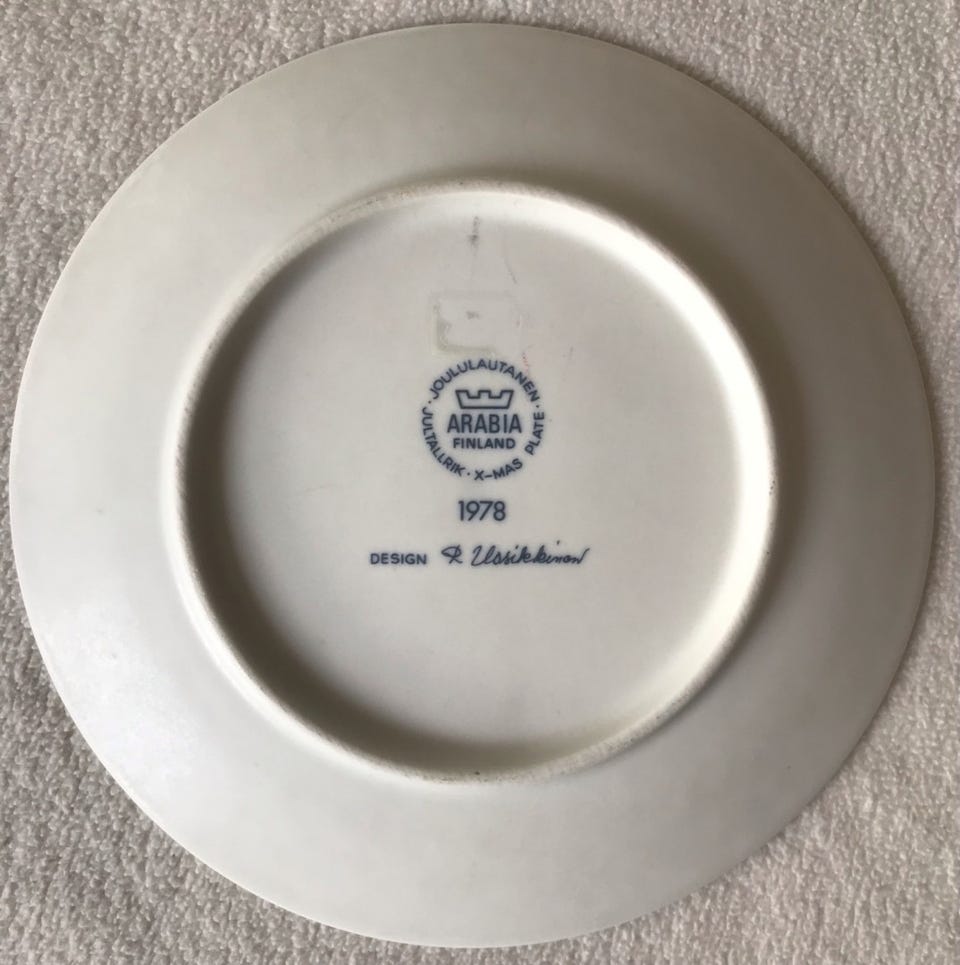 JOULULAUTANEN ·
JULTALLRIK · X-MAS PLATE ·
ARABIA
FINLAND
1978
DESIGN R Uosikkinen